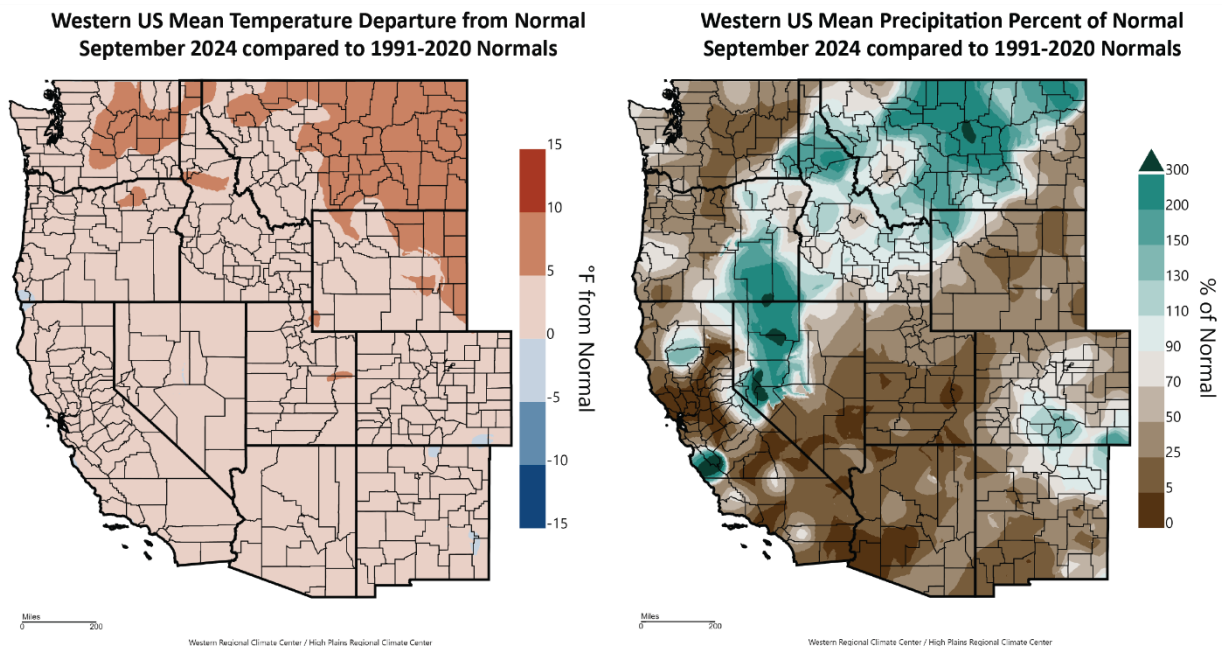 Western US Mean Temperature Departure from Normal
September 2024 compared to 1991-2020 Normals
15
10
5
0
-5
-10
-15
°F from Normal
Miles
0 200
Western Regional Climate Center / High Plains Regional Climate Center
Western US Mean Precipitation Percent of Normal
September 2024 compared to 1991-2020 Normals
300
200
150
130
110
90
70
50
25
5
0
% of Normal
Miles
0 200
Western Regional Climate Center / High Plains Regional Climate Center